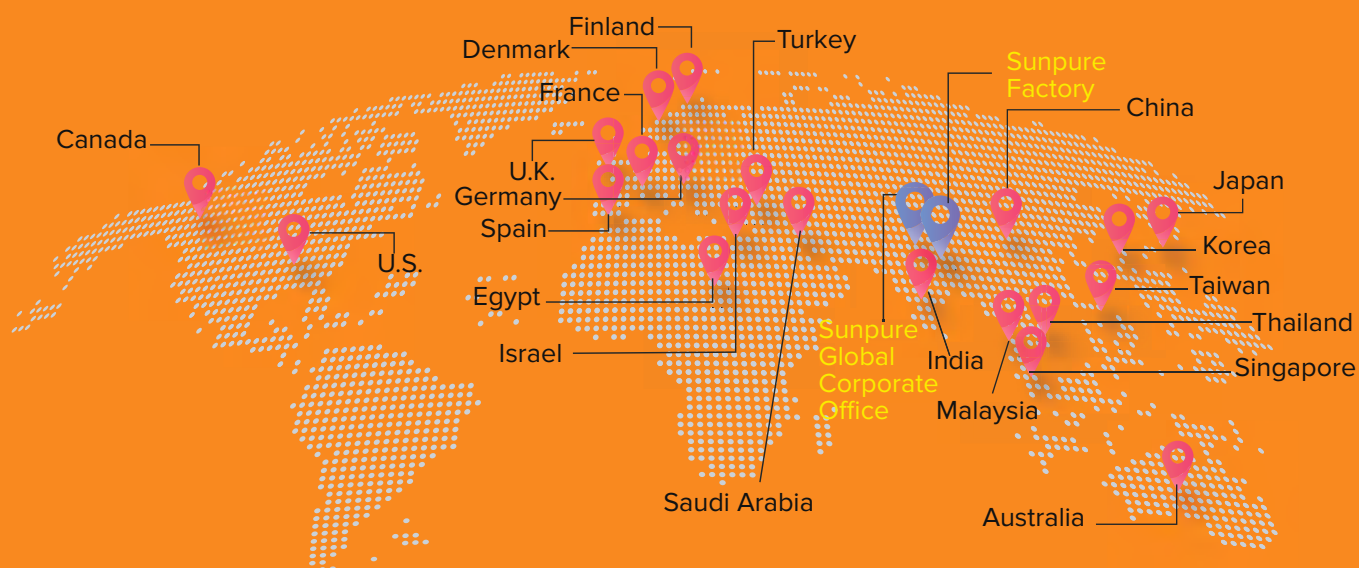 Finland
Denmark
Turkey
Sunpure
Factory
France
China
Canada
U.K.
Japan
Germany
Spain
Korea
U.S.
Taiwan
Egypt
Thailand
Sunpure
Global
Corporate
Office
Israel
India
Singapore
Malaysia
Saudi Arabia
Australia